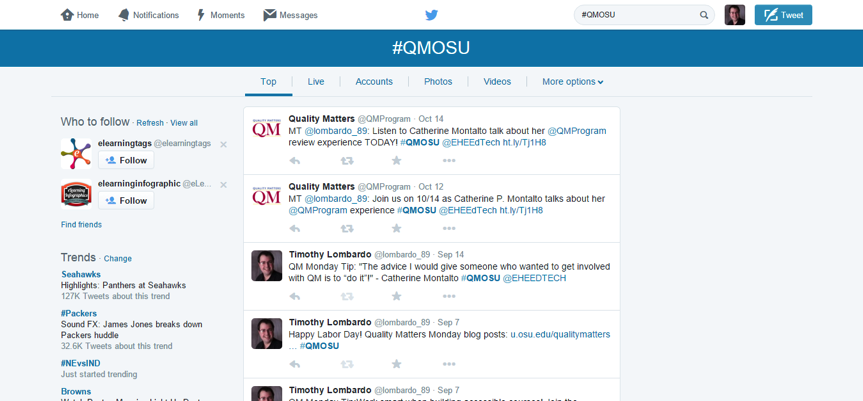 Home Notifications Moments Messages #QMOSU Tweet
#QMOSU
Top Live Accounts Photos Videos More options
Who to follow · Refresh · View all
elearningtags @elearningtags
Follow
elearninginfographic @eLe...
Follow
Find friends
Trends · Change
Seahawks
Highlights: Panthers at Seahawks
127K Tweets about this trend
#Packers
Sound FX: James Jones breaks down
Packers huddle
32.6K Tweets about this trend
#NEvsIND
Just started trending
Browns
QUALITY MATTERS
QM
Quality Matters @QMProgram · Oct 14
MT @lombardo_89: Listen to Catherine Montalto talk about her @QMProgram
review experience TODAY! #QMOSU @EHEEdTech ht.ly/Tj1H8
QUALITY MATTERS
QM
Quality Matters @QMProgram · Oct 12
MT @lombardo_89: Join us on 10/14 as Catherine P. Montalto talks about her
@QMProgram experience #QMOSU @EHEEdTech ht.ly/Tj1H8
Timothy Lombardo @lombardo_89 · Sep 14
QM Monday Tip: "The advice I would give someone who wanted to get involved
with QM is to “do it”!" - Catherine Montalto #QMOSU @EHEEDTECH
Timothy Lombardo @lombardo_89 · Sep 7
Happy Labor Day! Quality Matters Monday blog posts: u.osu.edu/qualitymatters
... #QMOSU
Timothy Lombardo @lombardo_89 · Sep 7